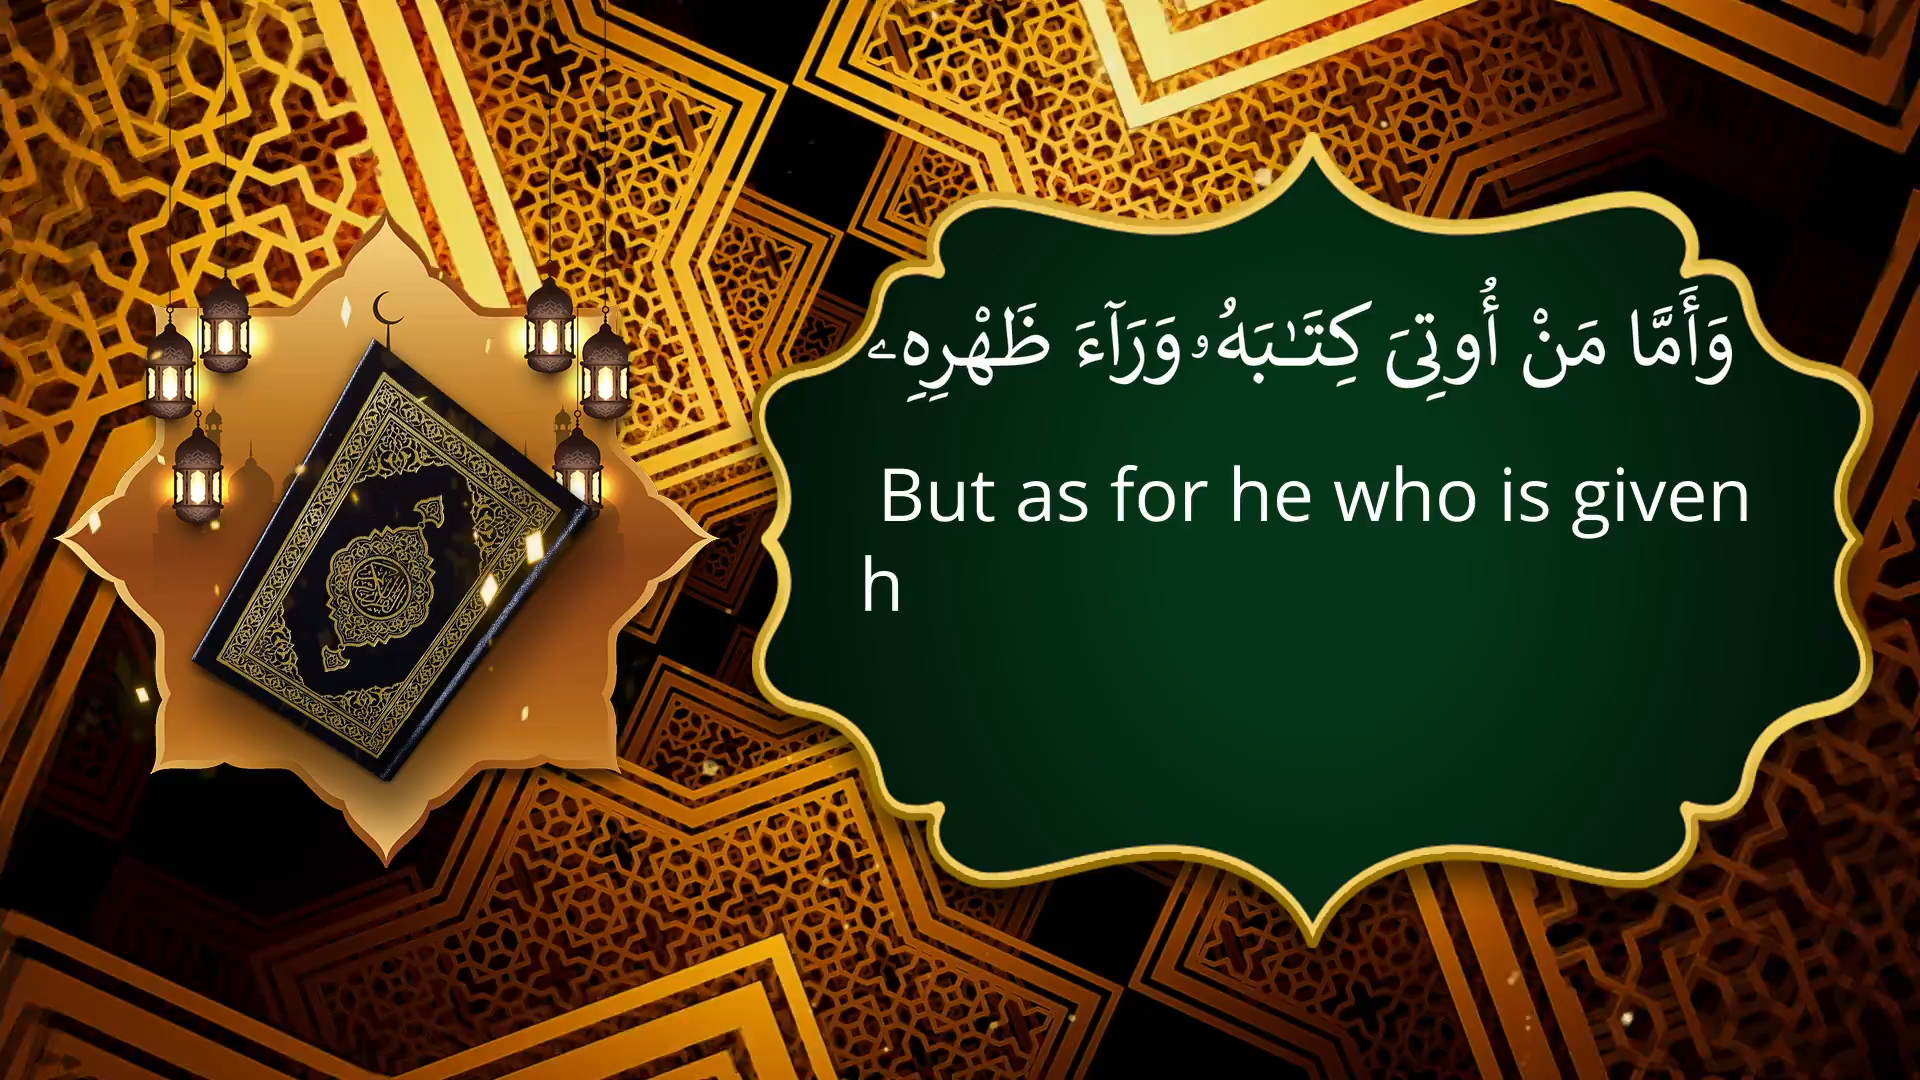 وَأَمَّا مَنْ أُوتِىَ كِتَـٰبَهُۥ وَرَآءَ ظَهْرِهِۦ
But as for he who is given
h